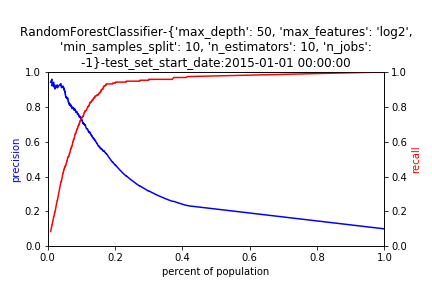 RandomForestClassifier-{'max_depth': 50, 'max_features': 'log2',
'min_samples_split': 10, 'n_estimators': 10, 'n_jobs':
-1}-test_set_start_date:2015-01-01 00:00:00
1.0
0.8
0.6
0.4
0.2
0.0
precision
1.0
0.8
0.6
0.4
0.2
0.0
recall
0.0 0.2 0.4 0.6 0.8 1.0
percent of population